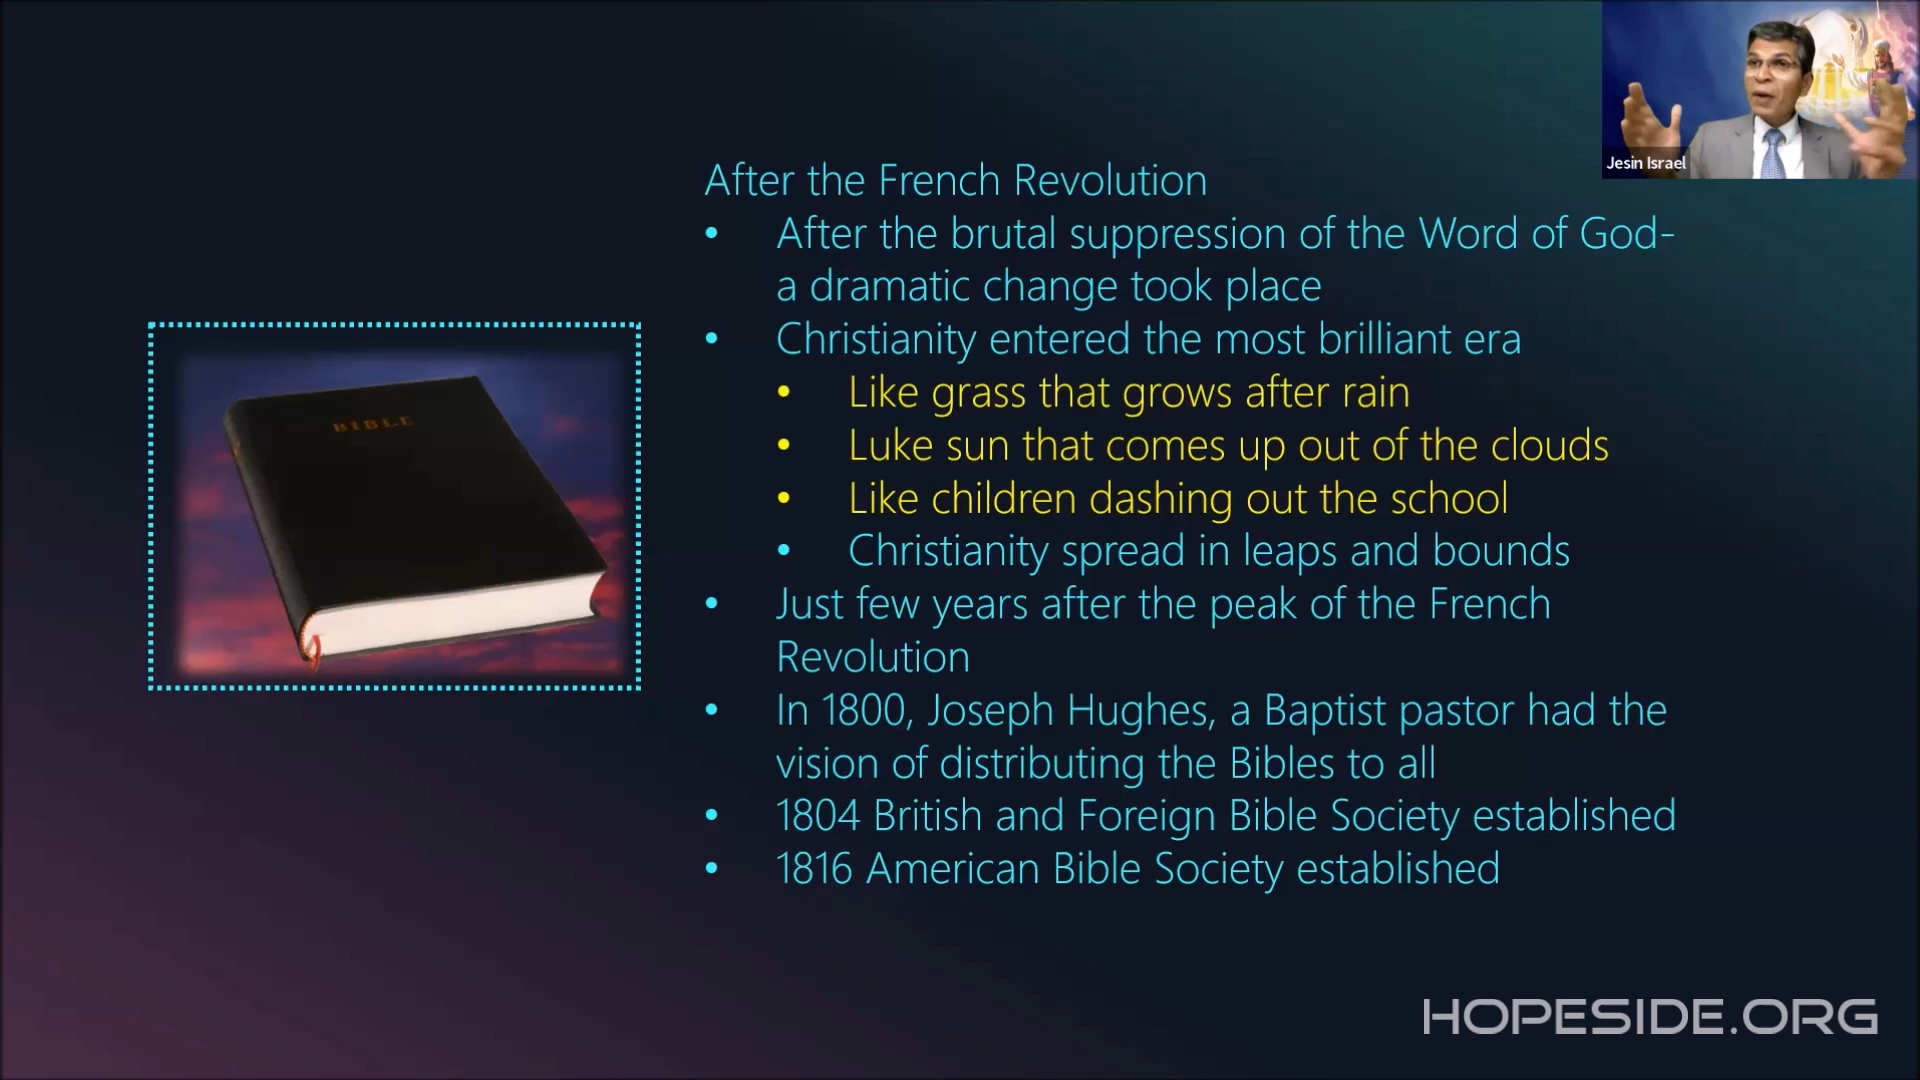 Jesin Israel
After the French Revolution
• After the brutal suppression of the Word of God-
a dramatic change took place
• Christianity entered the most brilliant era
• Like grass that grows after rain
• Luke sun that comes up out of the clouds
• Like children dashing out the school
• Christianity spread in leaps and bounds
• Just few years after the peak of the French
Revolution
• In 1800, Joseph Hughes, a Baptist pastor had the
vision of distributing the Bibles to all
• 1804 British and Foreign Bible Society established
• 1816 American Bible Society established
BIBLE
HOPESIDE.ORG